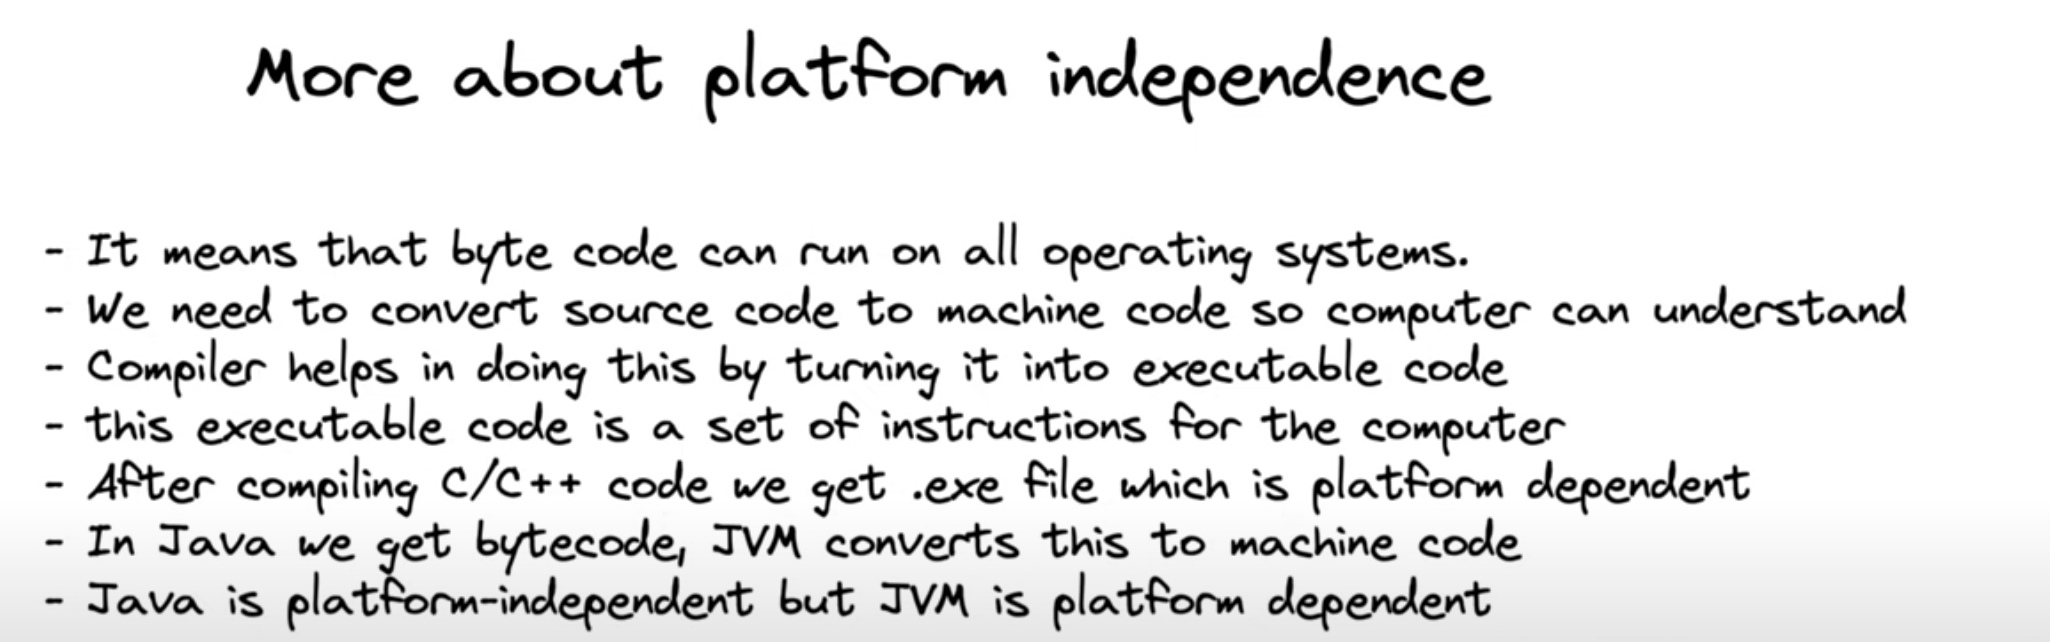 More about platform independence
- It means that byte code can run on all operating systems.
- We need to convert source code to machine code so computer can understand
- Compiler helps in doing this by turning it into executable code
- this executable code is a set of instructions for the computer
- After compiling C/C++ code we get .exe file which is platform dependent
- In Java we get bytecode, JVM converts this to machine code
- Java is platform-independent but JVM is platform dependent